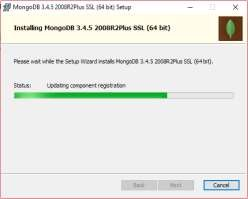 MongoDB 3.4.5 2008R2Plus SSL (64 bit) Setup
Installing MongoDB 3.4.5 2008R2Plus SSL (64 bit)
Please wait while the Setup Wizard installs MongoDB 3.4.5 2008R2Plus SSL (64 bit).
Status: Updating component registration
Back Next Cancel